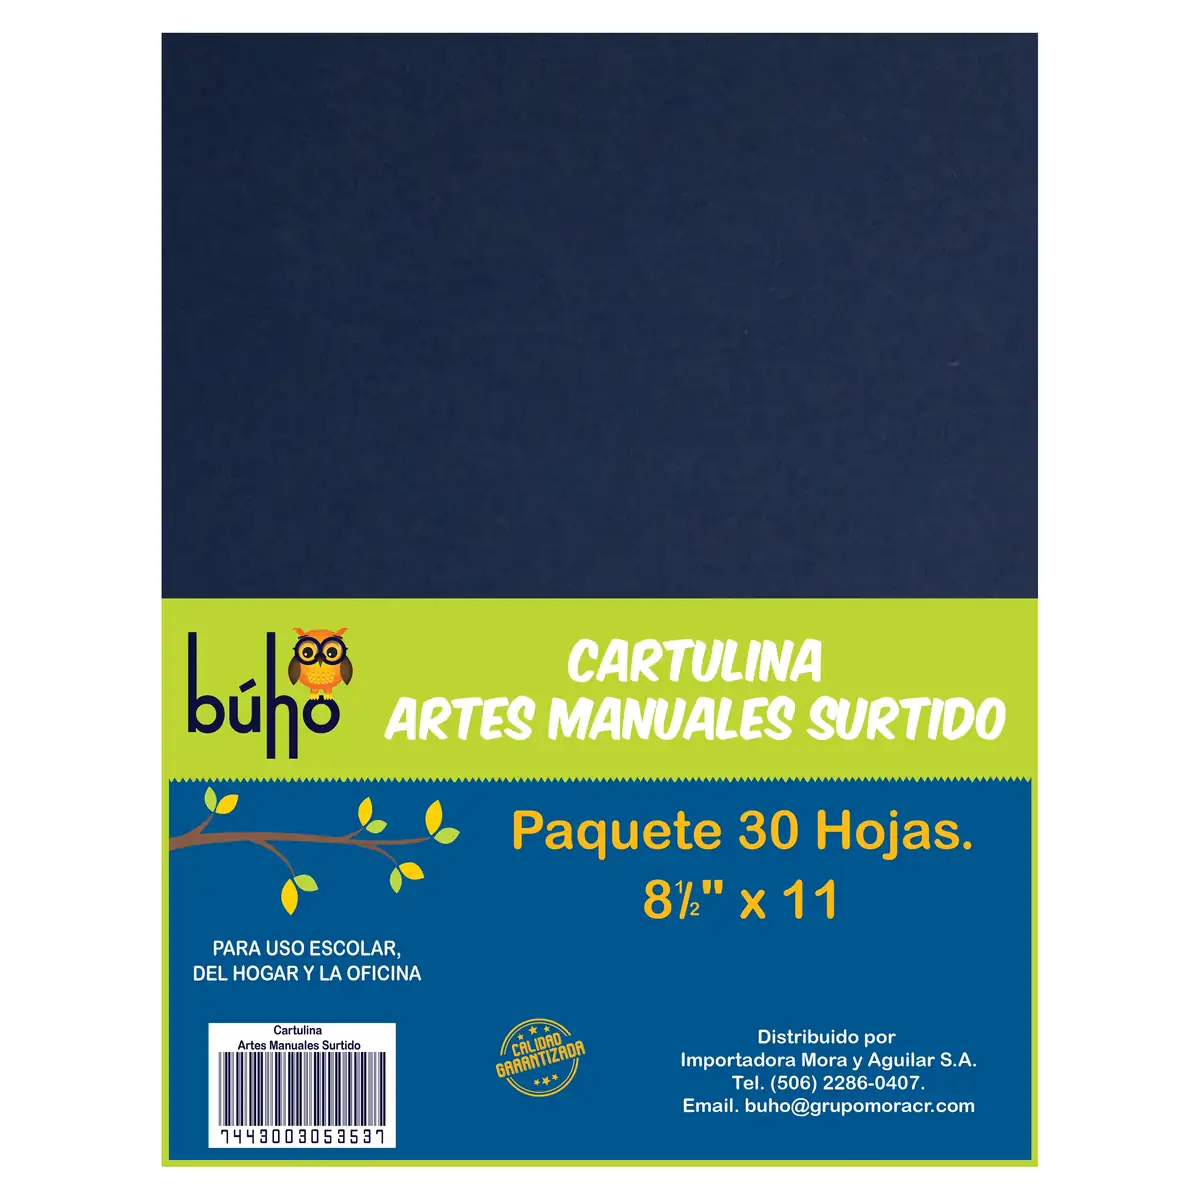 búho
CARTULINA
ARTES MANUALES SURTIDO
Paquete 30 Hojas.
8½" x 11
PARA USO ESCOLAR,
DEL HOGAR Y LA OFICINA
Cartulina
Artes Manuales Surtido
7443003053537
CALIDAD
GARANTIZADA
Distribuido por
Importadora Mora y Aguilar S.A.
Tel. (506) 2286-0407.
Email. buho@grupomoracr.com